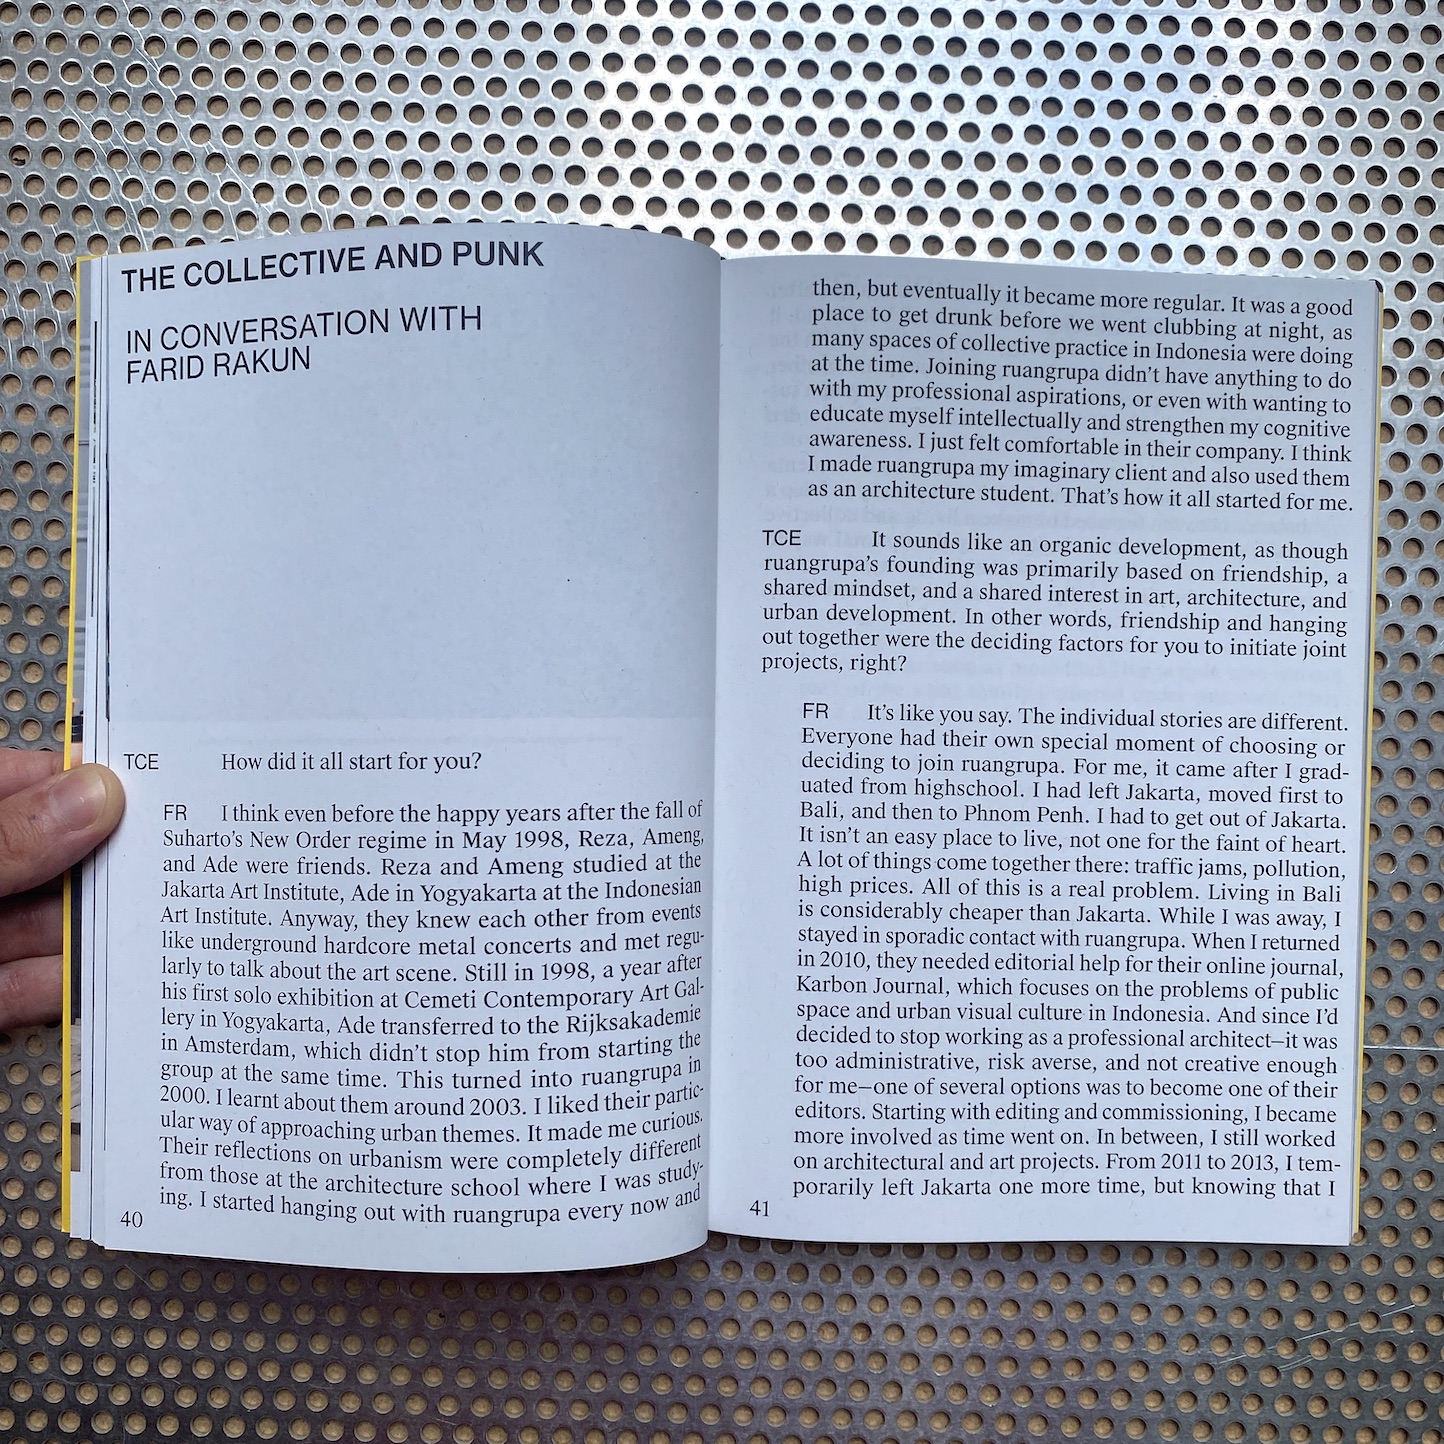 THE COLLECTIVE AND PUNK
IN CONVERSATION WITH
FARID RAKUN
TCE How did it all start for you?
FR I think even before the happy years after the fall of
Suharto's New Order regime in May 1998, Reza, Ameng,
and Ade were friends. Reza and Ameng studied at the
Jakarta Art Institute, Ade in Yogyakarta at the Indonesian
Art Institute. Anyway, they knew each other from events
like underground hardcore metal concerts and met regu-
larly to talk about the art scene. Still in 1998, a year after
his first solo exhibition at Cemeti Contemporary Art Gal-
lery in Yogyakarta, Ade transferred to the Rijksakademie
in Amsterdam, which didn't stop him from starting the
group at the same time. This turned into ruangrupa in
2000. I learnt about them around 2003. I liked their partic-
ular way of approaching urban themes. It made me curious.
Their reflections on urbanism were completely different
from those at the architecture school where I was study-
ing. I started hanging out with ruangrupa every now and
40
then, but eventually it became more regular. It was a good
place to get drunk before we went clubbing at night, as
many spaces of collective practice in Indonesia were doing
at the time. Joining ruangrupa didn't have anything to do
with my professional aspirations, or even with wanting to
educate myself intellectually and strengthen my cognitive
awareness. I just felt comfortable in their company. I think
I made ruangrupa my imaginary client and also used them
as an architecture student. That's how it all started for me.
TCE It sounds like an organic development, as though
ruangrupa's founding was primarily based on friendship, a
shared mindset, and a shared interest in art, architecture, and
urban development. In other words, friendship and hanging
out together were the deciding factors for you to initiate joint
projects, right?
FR It's like you say. The individual stories are different.
Everyone had their own special moment of choosing or
deciding to join ruangrupa. For me, it came after I grad-
uated from highschool. I had left Jakarta, moved first to
Bali, and then to Phnom Penh. I had to get out of Jakarta.
It isn't an easy place to live, not one for the faint of heart.
A lot of things come together there: traffic jams, pollution,
high prices. All of this is a real problem. Living in Bali
is considerably cheaper than Jakarta. While I was away, I
stayed in sporadic contact with ruangrupa. When I returned
in 2010, they needed editorial help for their online journal,
Karbon Journal, which focuses on the problems of public
space and urban visual culture in Indonesia. And since I'd
decided to stop working as a professional architect—it was
too administrative, risk averse, and not creative enough
for me—one of several options was to become one of their
editors. Starting with editing and commissioning, I became
more involved as time went on. In between, I still worked
on architectural and art projects. From 2011 to 2013, I tem-
porarily left Jakarta one more time, but knowing that I
41